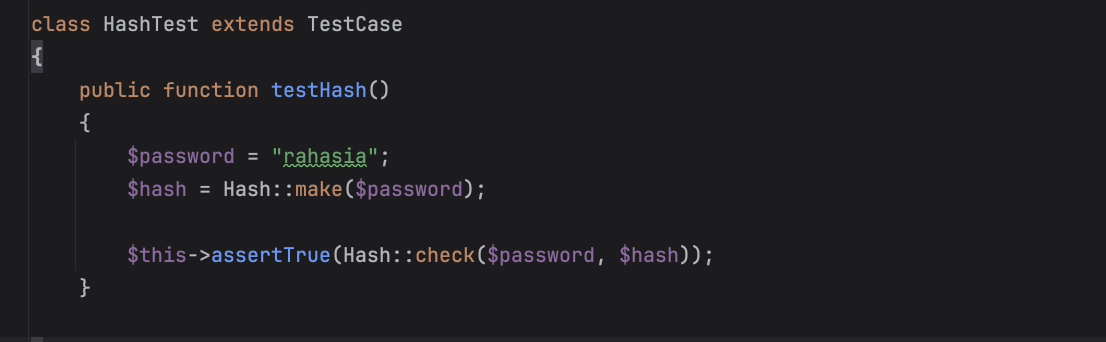 class HashTest extends TestCase
{
    public function testHash()
    {
        $password = "rahasia";
        $hash = Hash::make($password);

        $this->assertTrue(Hash::check($password, $hash));
    }